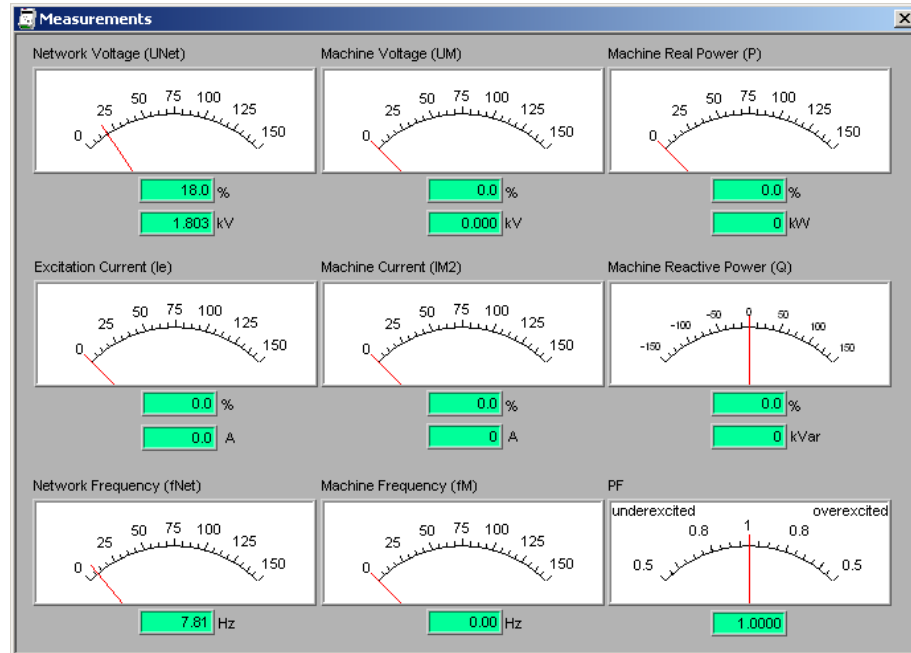 Measurements
Network Voltage (UNet)
0 25 50 75 100 125 150
18.0 %
1.803 kV
Machine Voltage (UM)
0 25 50 75 100 125 150
0.0 %
0.000 kV
Machine Real Power (P)
0 25 50 75 100 125 150
0.0 %
0 kW
Excitation Current (Ie)
0 25 50 75 100 125 150
0.0 %
0.0 A
Machine Current (IM2)
0 25 50 75 100 125 150
0.0 %
0 A
Machine Reactive Power (Q)
-150 -100 -50 0 50 100 150
0.0 %
0 kVar
Network Frequency (fNet)
0 25 50 75 100 125 150
7.81 Hz
Machine Frequency (fM)
0 25 50 75 100 125 150
0.00 Hz
PF
underexcited overexcited
0.5 0.8 1 0.8 0.5
1.0000